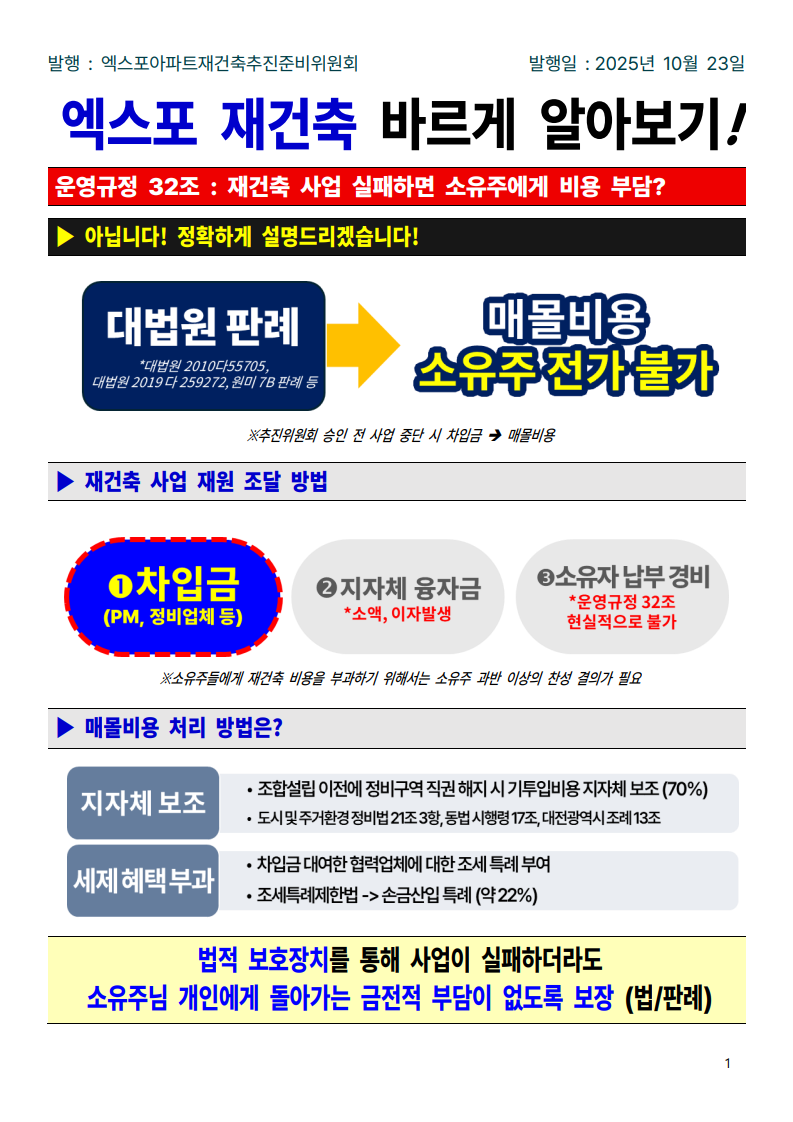 발행 : 엑스포아파트재건축추진준비위원회 발행일 : 2025년 10월 23일
엑스포 재건축 바르게 알아보기!
운영규정 32조 : 재건축 사업 실패하면 소유주에게 비용 부담?
▶ 아닙니다! 정확하게 설명드리겠습니다!
대법원 판례
*대법원 2010다55705,
대법원 2019 다 259272, 원미 7B 판례 등
매몰비용
소유주 전가 불가
※추진위원회 승인 전 사업 중단 시 차입금 ➔ 매몰비용
▶ 재건축 사업 재원 조달 방법
❶차입금
(PM, 정비업체 등)
❷지자체 융자금
*소액, 이자발생
❸소유자 납부 경비
*운영규정 32조
현실적으로 불가
※소유주들에게 재건축 비용을 부과하기 위해서는 소유주 과반 이상의 찬성 결의가 필요
▶ 매몰비용 처리 방법은?
지자체 보조
• 조합설립 이전에 정비구역 직권 해지 시 기투입비용 지자체 보조 (70%)
• 도시 및 주거환경 정비법 21조 3항, 동법 시행령 17조, 대전광역시 조례 13조
세제 혜택 부과
• 차입금 대여한 협력업체에 대한 조세 특례 부여
• 조세특례제한법 -> 손금산입 특례 (약 22%)
법적 보호장치를 통해 사업이 실패하더라도
소유주님 개인에게 돌아가는 금전적 부담이 없도록 보장 (법/판례)
1